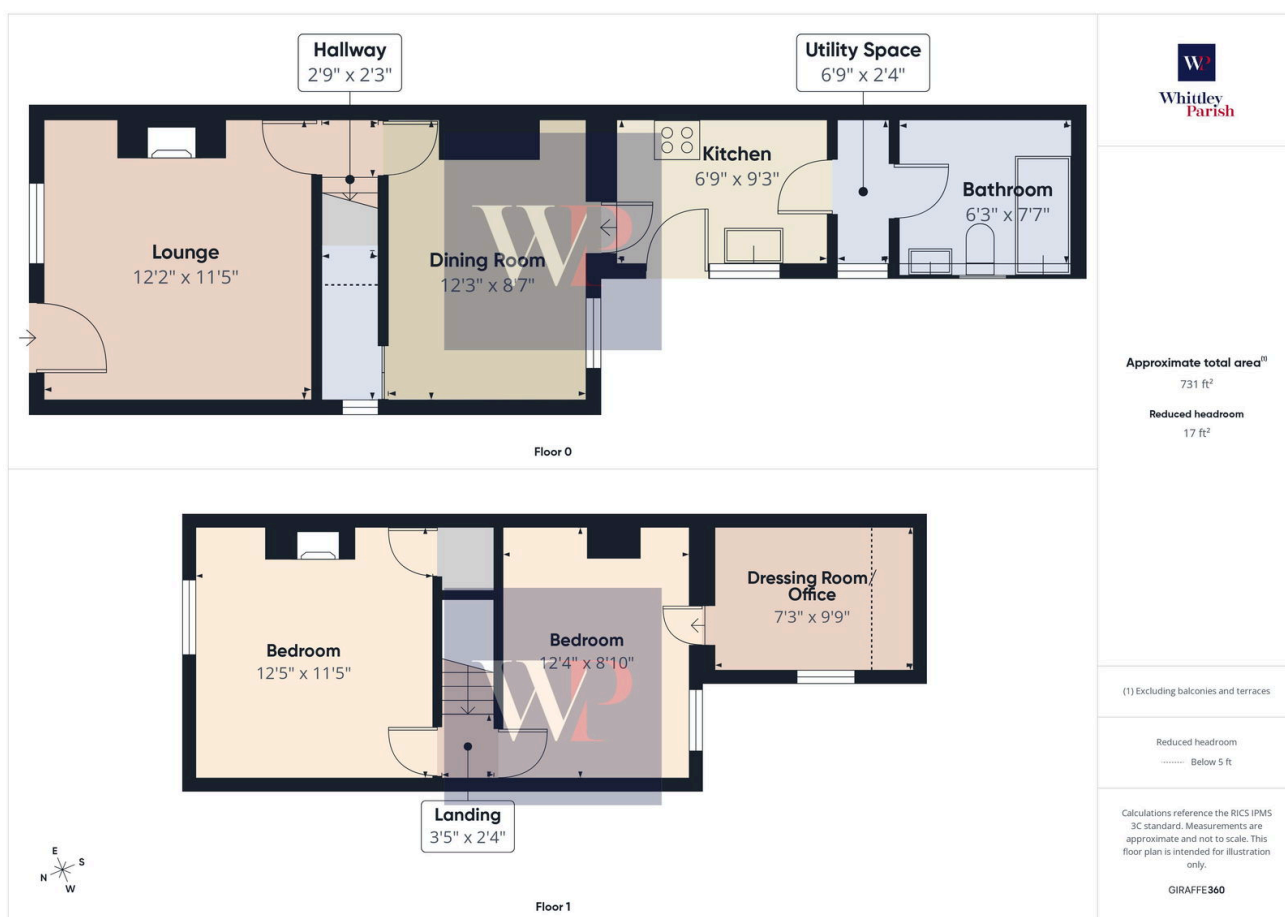 Hallway
2'9" x 2'3"
Utility Space
6'9" x 2'4"
Lounge
12'2" x 11'5"
Dining Room
12'3" x 8'7"
Kitchen
6'9" x 9'3"
Bathroom
6'3" x 7'7"
WP
Floor 0
Bedroom
12'5" x 11'5"
Bedroom
12'4" x 8'10"
Dressing Room/
Office
7'3" x 9'9"
WP
Landing
3'5" x 2'4"
E
S
N
W
Floor 1
WP
Whittley
Parish
Approximate total area(1)
731 ft²
Reduced headroom
17 ft²
(1) Excluding balconies and terraces
Reduced headroom
Below 5 ft
Calculations reference the RICS IPMS
3C standard. Measurements are
approximate and not to scale. This
floor plan is intended for illustration
only.
GIRAFFE360